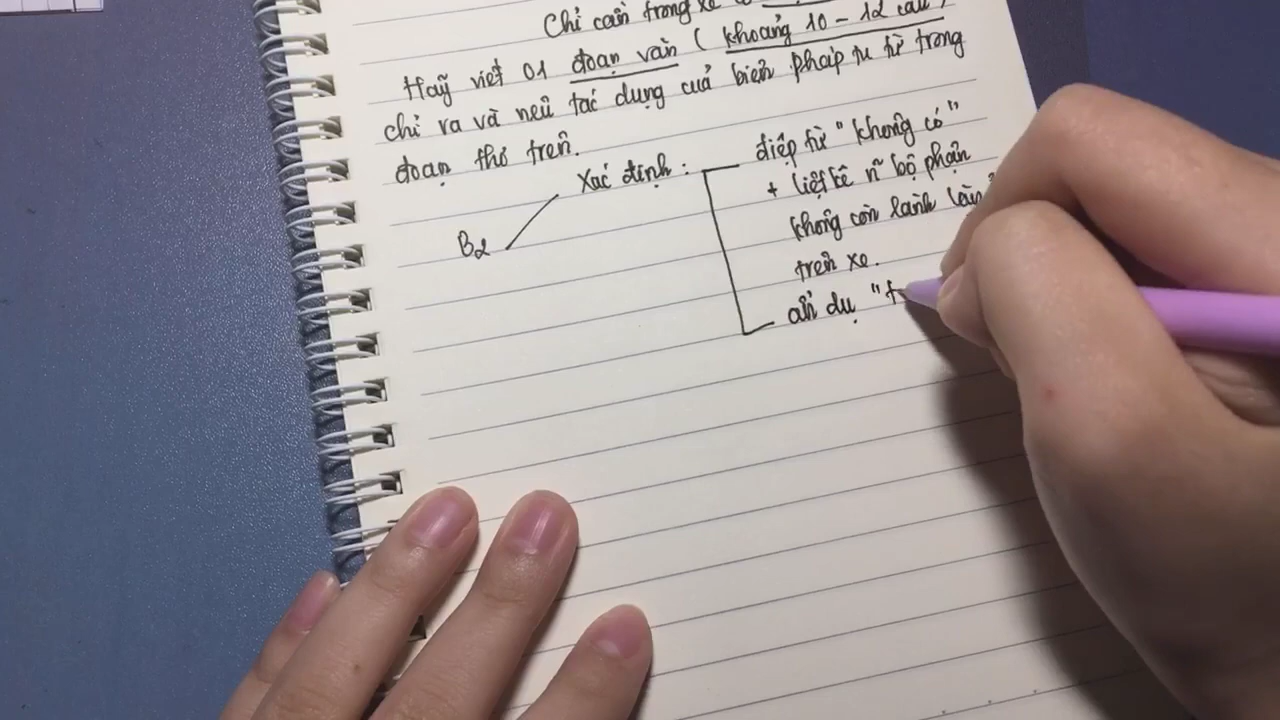 Chỉ cần trong xe có
Hãy viết 01 đoạn văn ( khoảng 10 - 12 câu )
chỉ ra và nêu tác dụng của biện pháp tu từ trong
đoạn thơ trên.
B2
Xác định :
điệp từ " không có "
+ liệt kê n~ bộ phận
không còn lành lặn
trên xe.
ẩn dụ "t